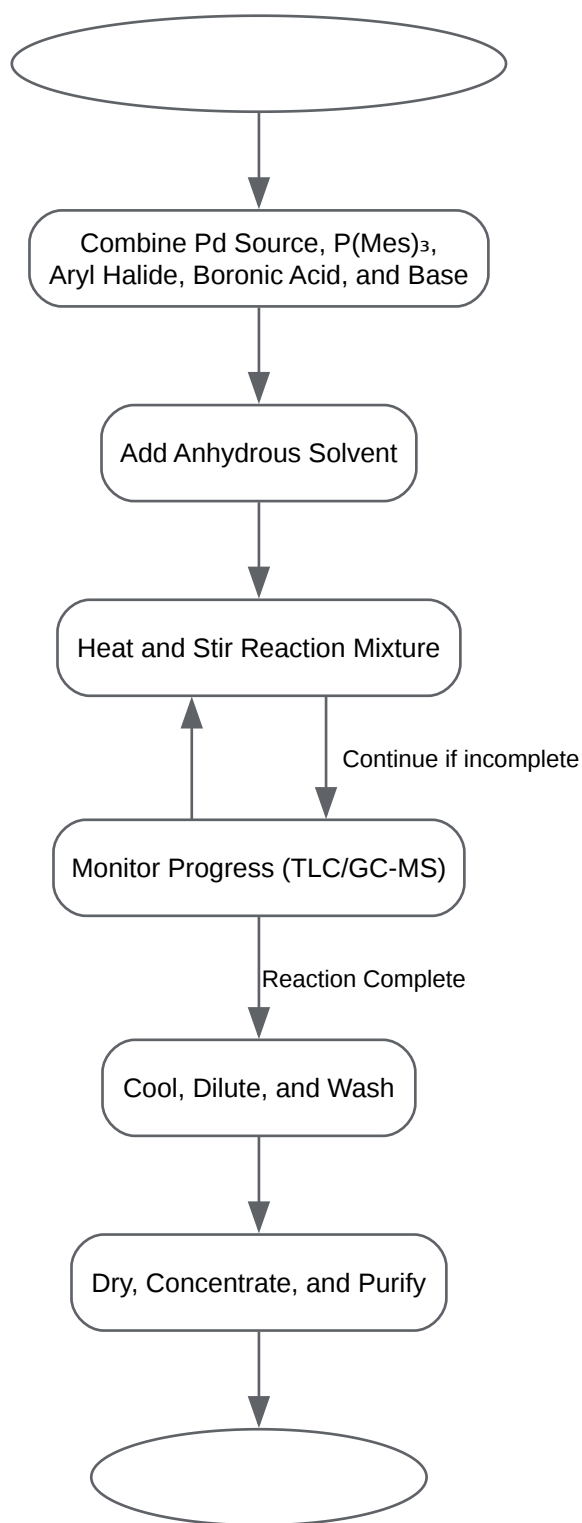 Combine Pd Source, P(Mes)₃,
Aryl Halide, Boronic Acid, and Base
Add Anhydrous Solvent
Heat and Stir Reaction Mixture
Continue if incomplete
Monitor Progress (TLC/GC-MS)
Reaction Complete
Cool, Dilute, and Wash
Dry, Concentrate, and Purify